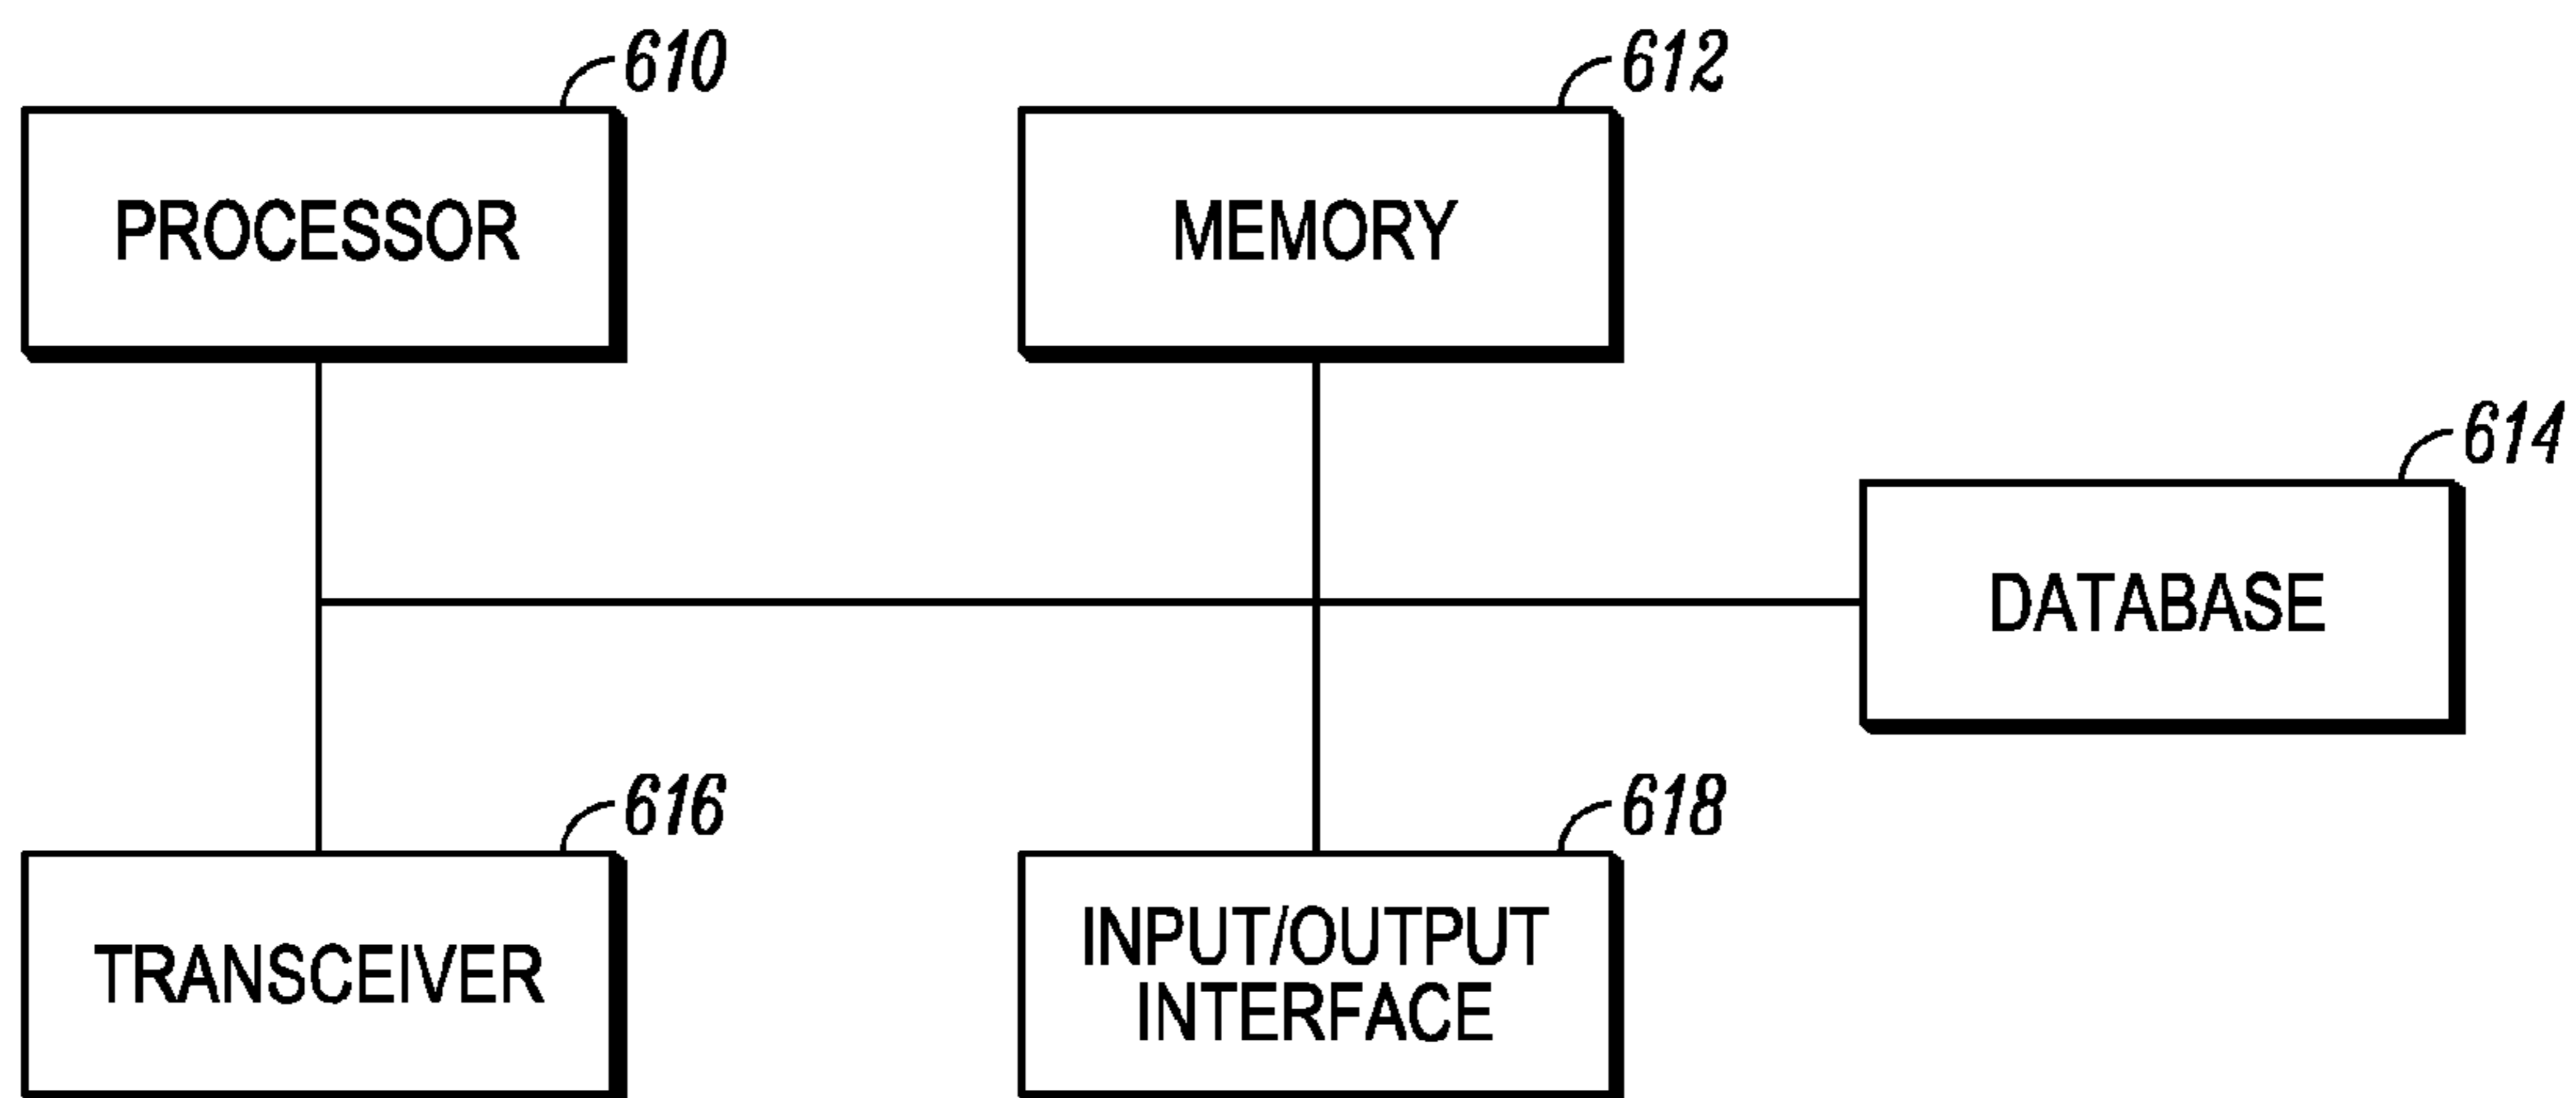 610
PROCESSOR
612
MEMORY
614
DATABASE
616
TRANSCEIVER
618
INPUT/OUTPUT
INTERFACE